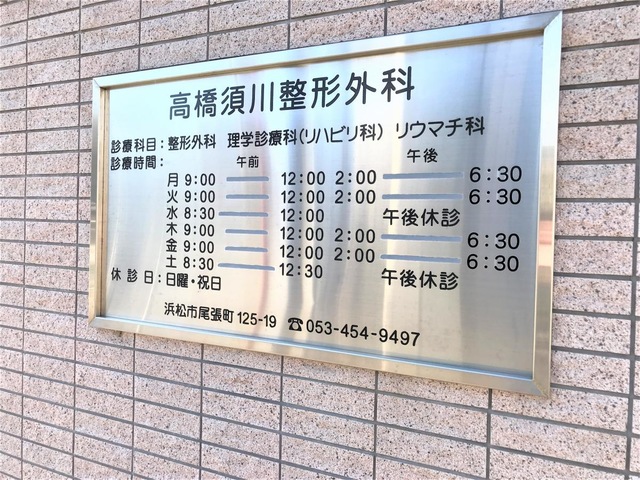 高橋須川整形外科
診療科目：整形外科 理学診療科(リハビリ科) リウマチ科
診療時間： 午前 午後
月 9:00 —— 12:00 2:00 —— 6:30
火 9:00 —— 12:00 2:00 —— 6:30
水 8:30 —— 12:00 午後休診
木 9:00 —— 12:00 2:00 —— 6:30
金 9:00 —— 12:00 2:00 —— 6:30
土 8:30 —— 12:30 午後休診
休診日：日曜・祝日
浜松市尾張町125-19 ☎053-454-9497